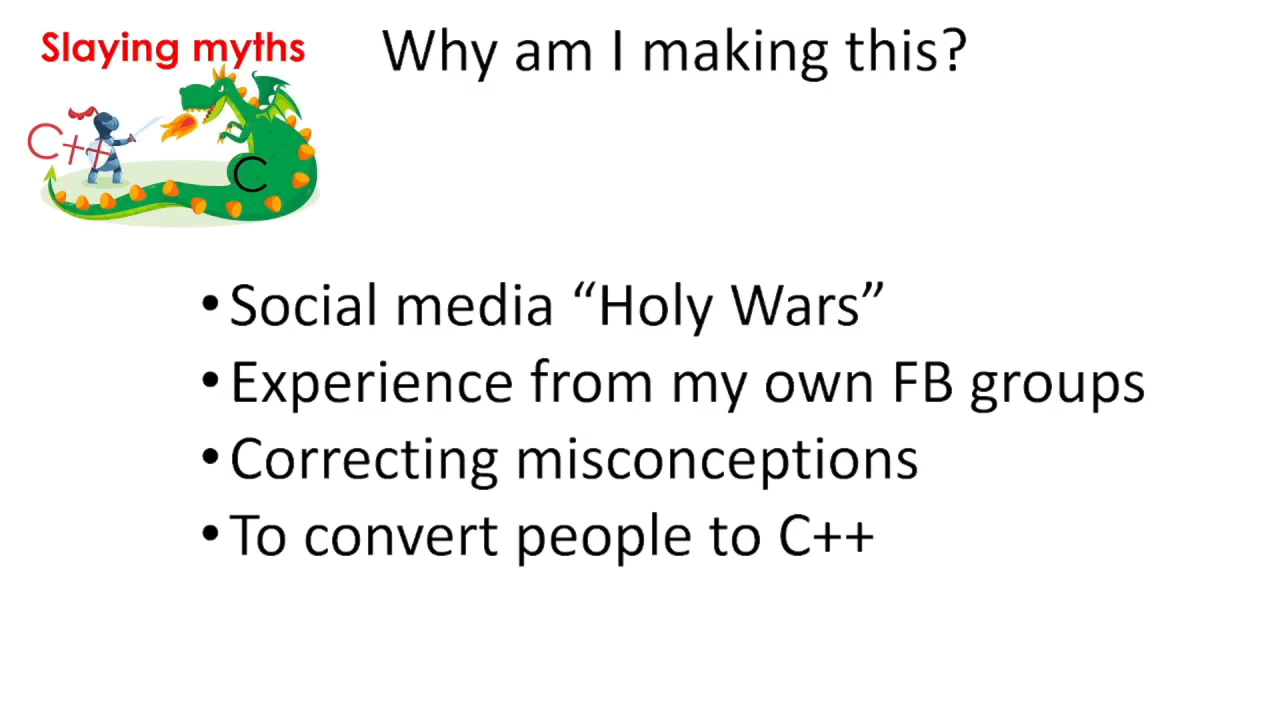 Slaying myths
Why am I making this?
C++
C
• Social media “Holy Wars”
• Experience from my own FB groups
• Correcting misconceptions
• To convert people to C++